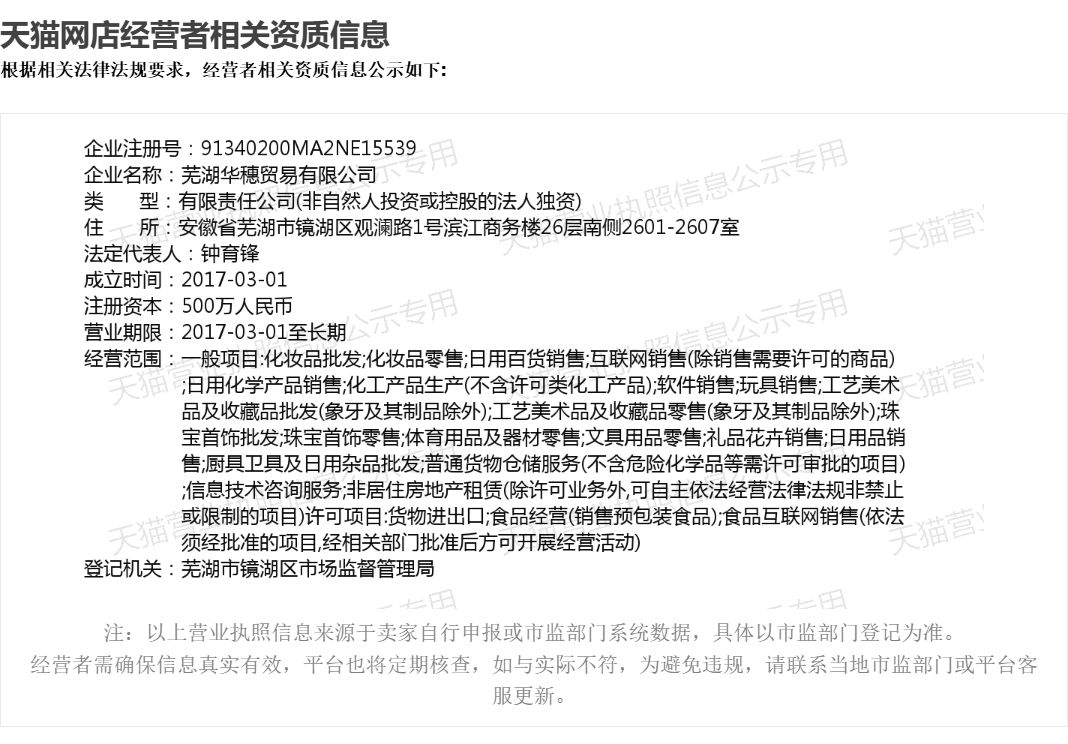 天猫网店经营者相关资质信息
根据相关法律法规要求，经营者相关资质信息公示如下:
企业注册号：91340200MA2NE15539
企业名称：芜湖华穗贸易有限公司
类 型：有限责任公司(非自然人投资或控股的法人独资)
住 所：安徽省芜湖市镜湖区观澜路1号滨江商务楼26层南侧2601-2607室
法定代表人：钟育锋
成立时间：2017-03-01
注册资本：500万人民币
营业期限：2017-03-01至长期
经营范围：一般项目:化妆品批发;化妆品零售;日用百货销售;互联网销售(除销售需要许可的商品)
;日用化学产品销售;化工产品生产(不含许可类化工产品);软件销售;玩具销售;工艺美术
品及收藏品批发(象牙及其制品除外);工艺美术品及收藏品零售(象牙及其制品除外);珠
宝首饰批发;珠宝首饰零售;体育用品及器材零售;文具用品零售;礼品花卉销售;日用品销
售;厨具卫具及日用杂品批发;普通货物仓储服务(不含危险化学品等需许可审批的项目)
;信息技术咨询服务;非居住房地产租赁(除许可业务外,可自主依法经营法律法规非禁止
或限制的项目)许可项目:货物进出口;食品经营(销售预包装食品);食品互联网销售(依法
须经批准的项目,经相关部门批准后方可开展经营活动)
登记机关：芜湖市镜湖区市场监督管理局
注：以上营业执照信息来源于卖家自行申报或市监部门系统数据，具体以市监部门登记为准。
经营者需确保信息真实有效，平台也将定期核查，如与实际不符，为避免违规，请联系当地市监部门或平台客
服更新。